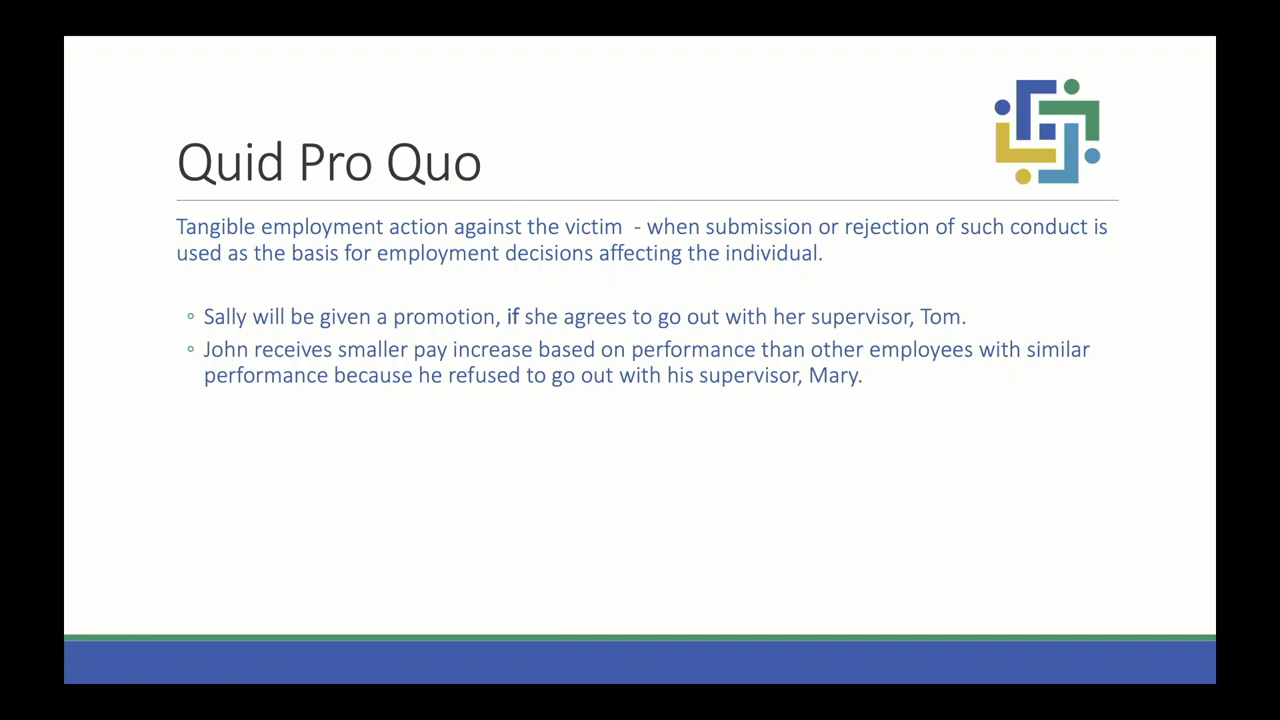 Quid Pro Quo
Tangible employment action against the victim  - when submission or rejection of such conduct is
used as the basis for employment decisions affecting the individual.
◦ Sally will be given a promotion, if she agrees to go out with her supervisor, Tom.
◦ John receives smaller pay increase based on performance than other employees with similar
performance because he refused to go out with his supervisor, Mary.